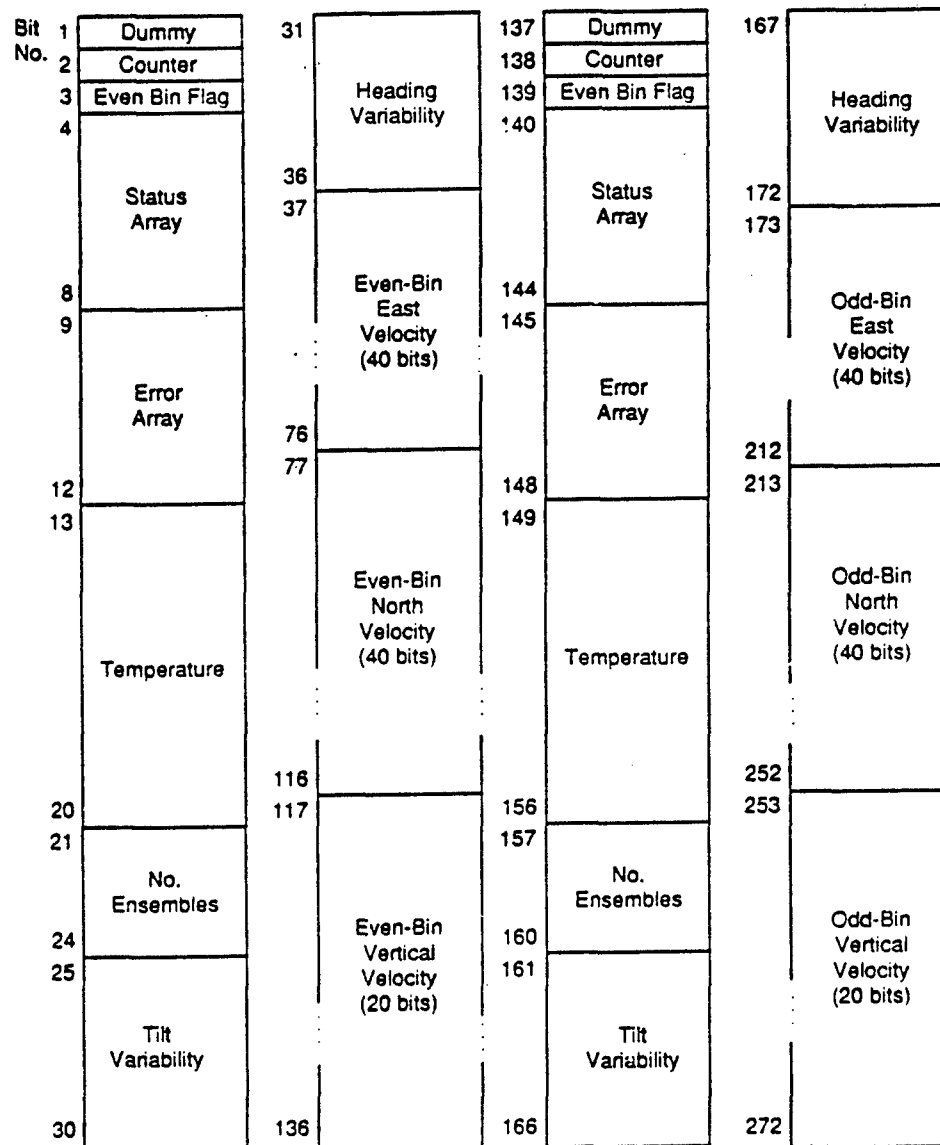 Bit
No.
1
Dummy
2
Counter
3
Even Bin Flag
4
Status
Array
8
9
Error
Array
12
13
Temperature
20
21
No.
Ensembles
24
25
Tilt
Variability
30
31
Heading
Variability
36
37
Even-Bin
East
Velocity
(40 bits)
76
77
Even-Bin
North
Velocity
(40 bits)
116
117
Even-Bin
Vertical
Velocity
(20 bits)
136
137
Dummy
138
Counter
139
Even Bin Flag
140
Status
Array
144
145
Error
Array
148
149
Temperature
156
157
No.
Ensembles
160
161
Tilt
Variability
166
167
Heading
Variability
172
173
Odd-Bin
East
Velocity
(40 bits)
212
213
Odd-Bin
North
Velocity
(40 bits)
252
253
Odd-Bin
Vertical
Velocity
(20 bits)
272